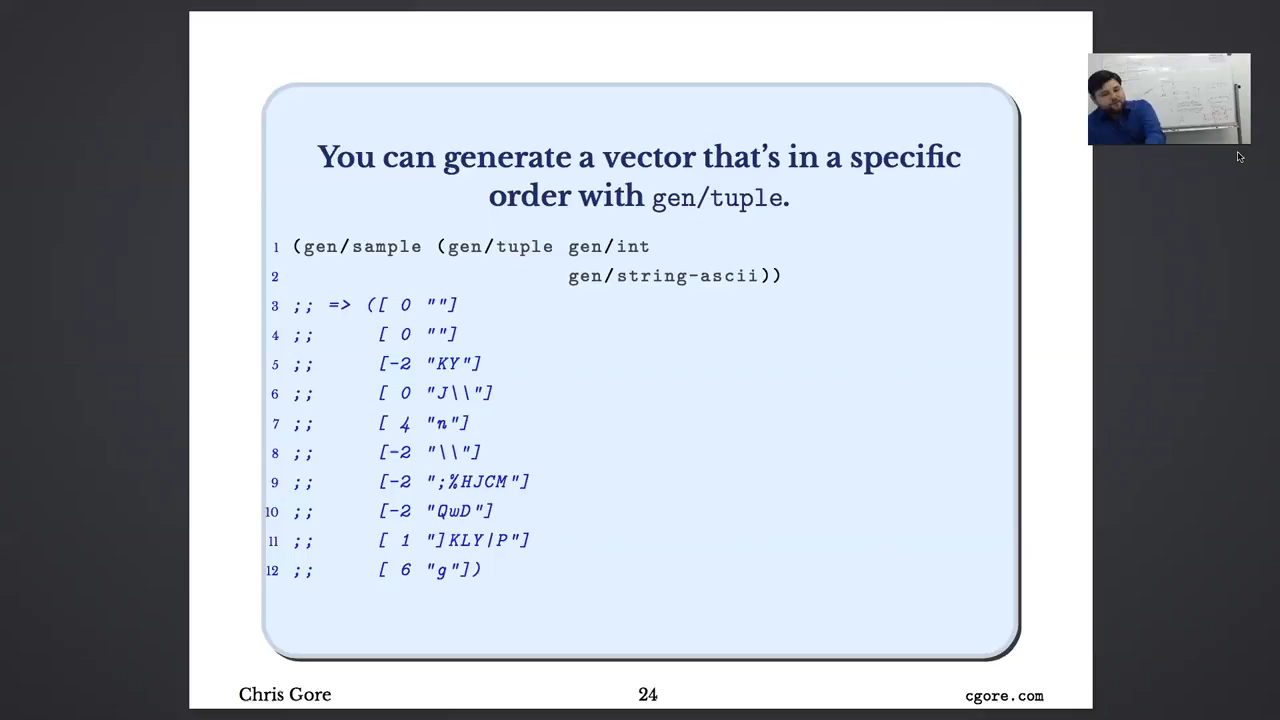 You can generate a vector that's in a specific
order with gen/tuple.
1 (gen/sample (gen/tuple gen/int
2                       gen/string-ascii))
3 ;; => ([ 0 ""]
4 ;;     [ 0 ""]
5 ;;     [-2 "KY"]
6 ;;     [ 0 "J\\"]
7 ;;     [ 4 "n"]
8 ;;     [-2 "\\"]
9 ;;     [-2 ";%HJCM"]
10 ;;     [-2 "QwD"]
11 ;;     [ 1 "]KLY|P"]
12 ;;     [ 6 "g"])
Chris Gore
24
cgore.com